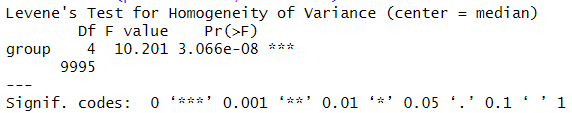 Levene's Test for Homogeneity of Variance (center = median)
Df F value Pr(>F)
group 4 10.201 3.066e-08 ***
9995
---
Signif. codes: 0 ‘***’ 0.001 ‘**’ 0.01 ‘*’ 0.05 ‘.’ 0.1 ‘ ’ 1